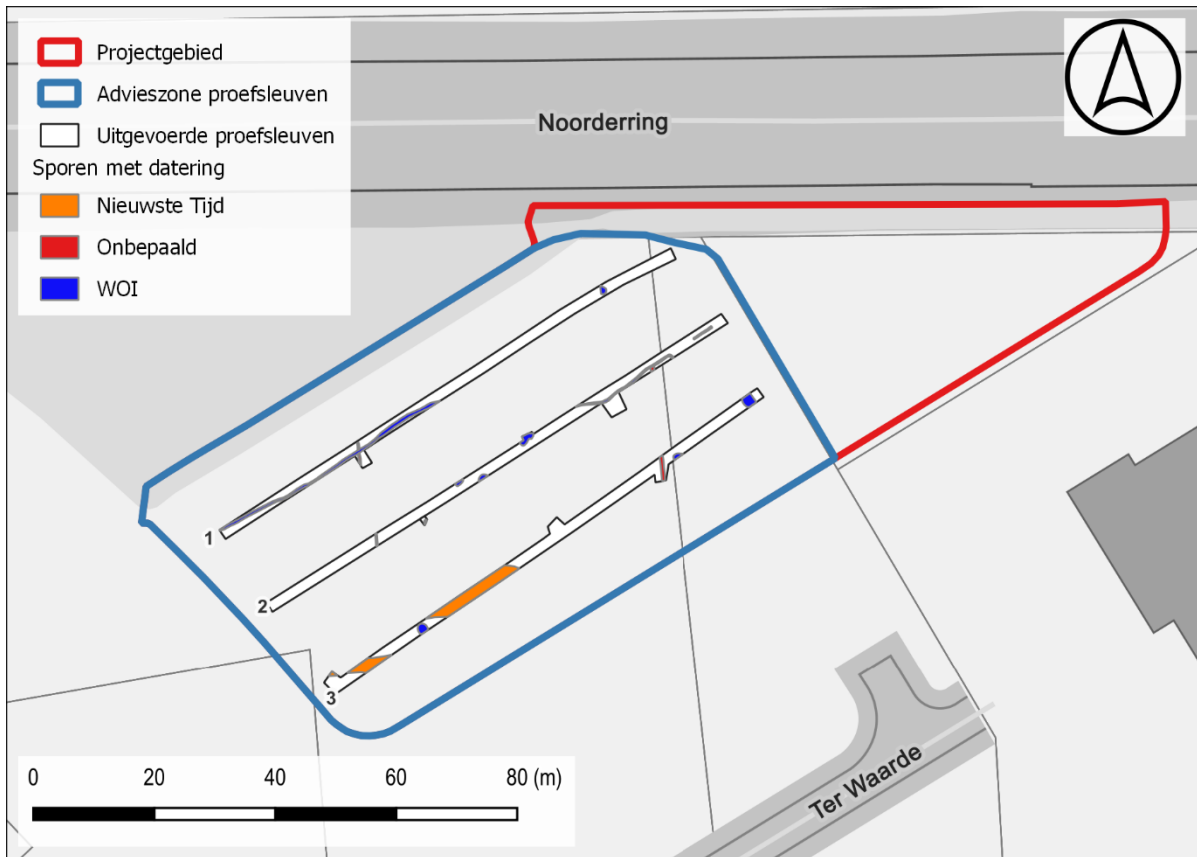 Projectgebied
Advieszone proefsleuven
Uitgevoerde proefsleuven
Sporen met datering
Nieuwste Tijd
Onbepaald
WOI
Noorderring
1
2
3
Ter Waarde
0 20 40 60 80 (m)